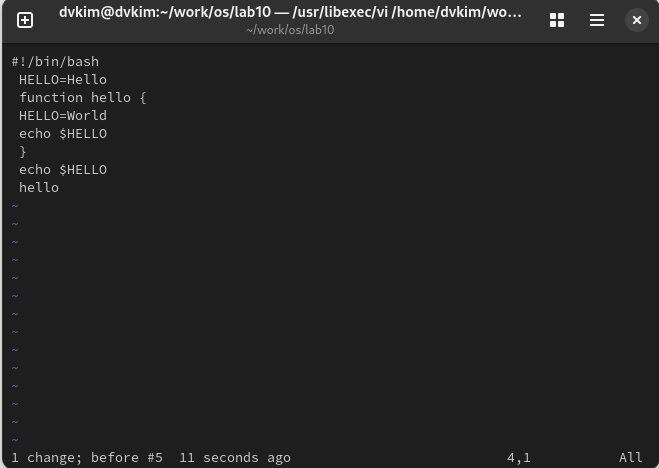 dvkim@dvkim:~/work/os/lab10 — /usr/libexec/vi /home/dvkim/wo…
~/work/os/lab10
#!/bin/bash
 HELLO=Hello
 function hello {
 HELLO=World
 echo $HELLO
 }
 echo $HELLO
 hello
~
~
~
~
~
~
~
~
~
~
~
~
~
~
1 change; before #5  11 seconds ago    4,1    All